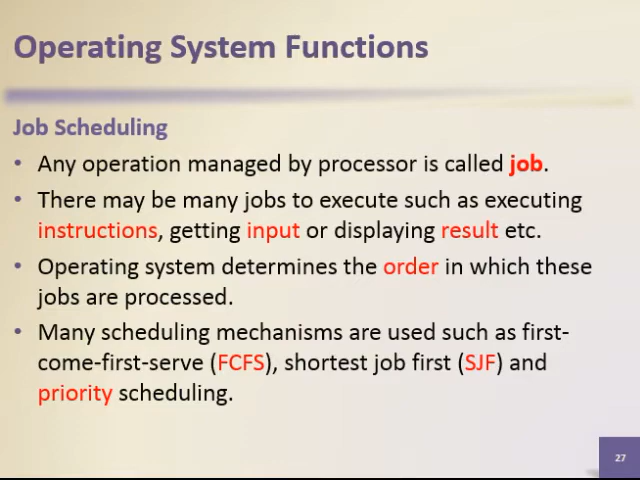 Operating System Functions
Job Scheduling
• Any operation managed by processor is called job.
• There may be many jobs to execute such as executing
instructions, getting input or displaying result etc.
• Operating system determines the order in which these
jobs are processed.
• Many scheduling mechanisms are used such as first-
come-first-serve (FCFS), shortest job first (SJF) and
priority scheduling.
27